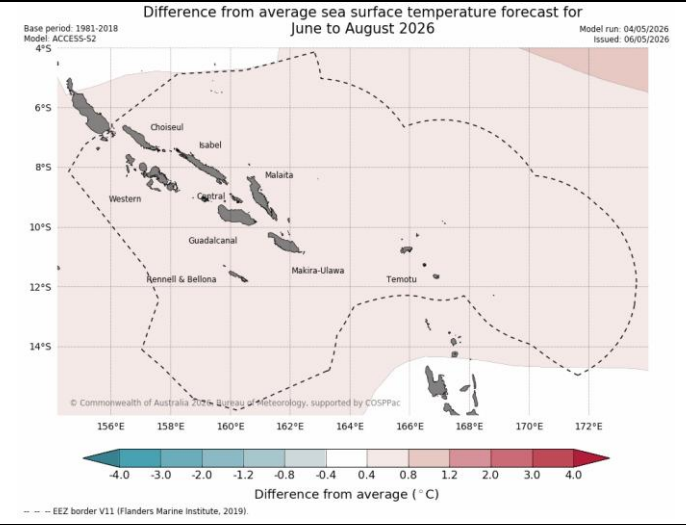 Difference from average sea surface temperature forecast for
June to August 2026
Base period: 1981-2018
Model: ACCESS-S2
Model run: 04/05/2026
Issued: 06/05/2026
4°S
6°S
8°S
10°S
12°S
14°S
Choiseul
Isabel
Malaita
Western
Central
Guadalcanal
Makira-Ulawa
Rennell & Bellona
Temotu
© Commonwealth of Australia 2026, Bureau of Meteorology, supported by COSPPac
156°E 158°E 160°E 162°E 164°E 166°E 168°E 170°E 172°E
-4.0 -3.0 -2.0 -1.2 -0.8 -0.4 0.4 0.8 1.2 2.0 3.0 4.0
Difference from average (°C)
-- -- -- EEZ border V11 (Flanders Marine Institute, 2019).